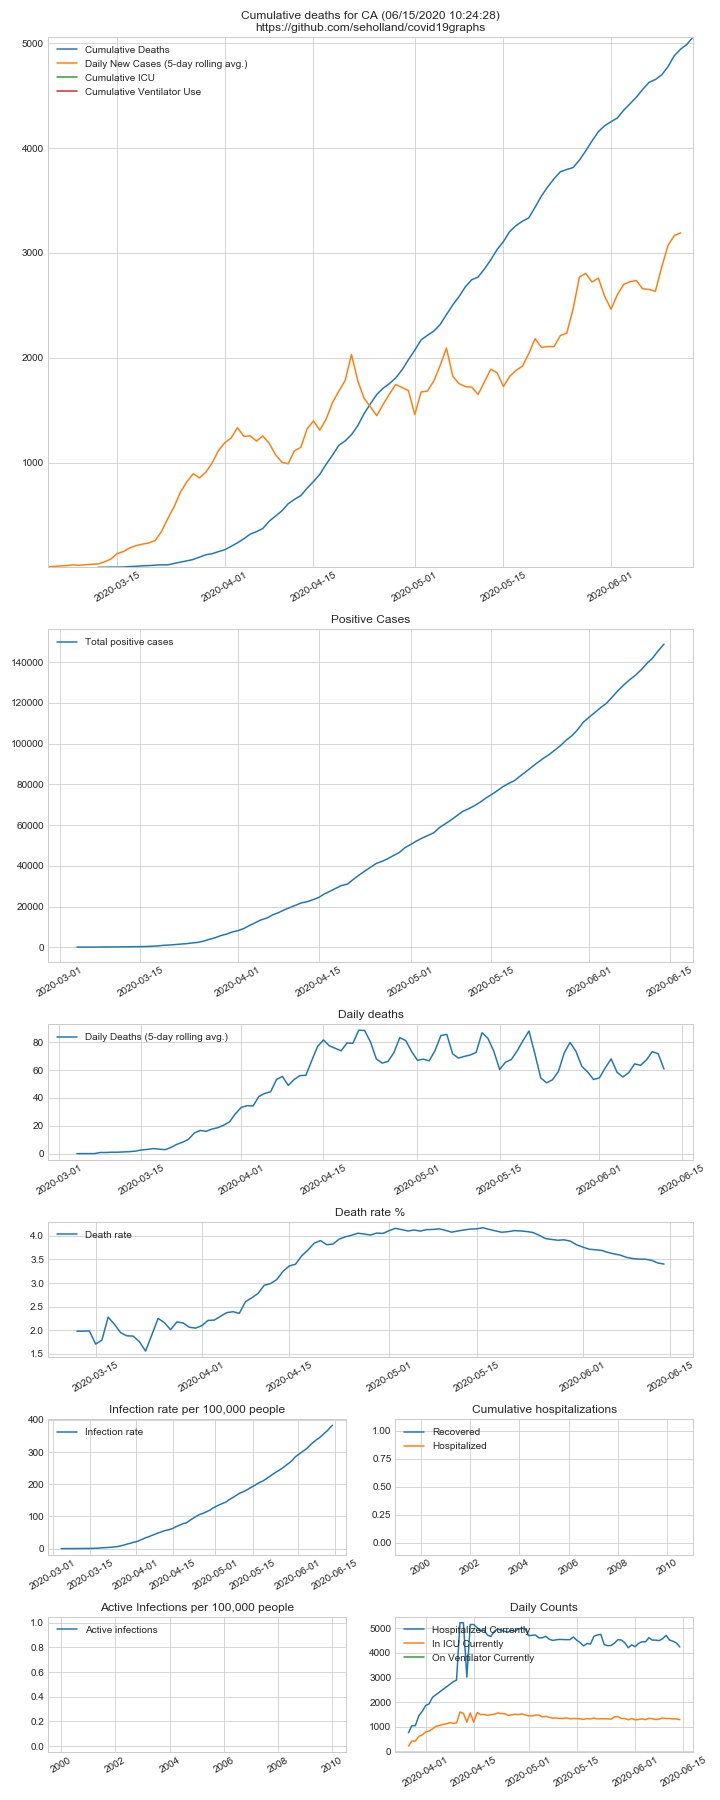 Cumulative deaths for CA (06/15/2020 10:24:28)
https://github.com/seholland/covid19graphs
Cumulative Deaths
Daily New Cases (5-day rolling avg.)
Cumulative ICU
Cumulative Ventilator Use
5000
4000
3000
2000
1000
2020-03-15 2020-04-01 2020-04-15 2020-05-01 2020-05-15 2020-06-01
Positive Cases
Total positive cases
140000
120000
100000
80000
60000
40000
20000
0
2020-03-01 2020-03-15 2020-04-01 2020-04-15 2020-05-01 2020-05-15 2020-06-01 2020-06-15
Daily deaths
Daily Deaths (5-day rolling avg.)
80
60
40
20
0
2020-03-01 2020-03-15 2020-04-01 2020-04-15 2020-05-01 2020-05-15 2020-06-01 2020-06-15
Death rate %
Death rate
4.0
3.5
3.0
2.5
2.0
1.5
2020-03-15 2020-04-01 2020-04-15 2020-05-01 2020-05-15 2020-06-01 2020-06-15
Infection rate per 100,000 people
Infection rate
400
300
200
100
0
2020-03-01 2020-03-15 2020-04-01 2020-04-15 2020-05-01 2020-05-15 2020-06-01 2020-06-15
Cumulative hospitalizations
Recovered
Hospitalized
1.00
0.75
0.50
0.25
0.00
2000 2002 2004 2006 2008 2010
Active Infections per 100,000 people
Active infections
1.0
0.8
0.6
0.4
0.2
0.0
2000 2002 2004 2006 2008 2010
Daily Counts
Hospitalized Currently
In ICU Currently
On Ventilator Currently
5000
4000
3000
2000
1000
0
2020-04-01 2020-04-15 2020-05-01 2020-05-15 2020-06-01 2020-06-15